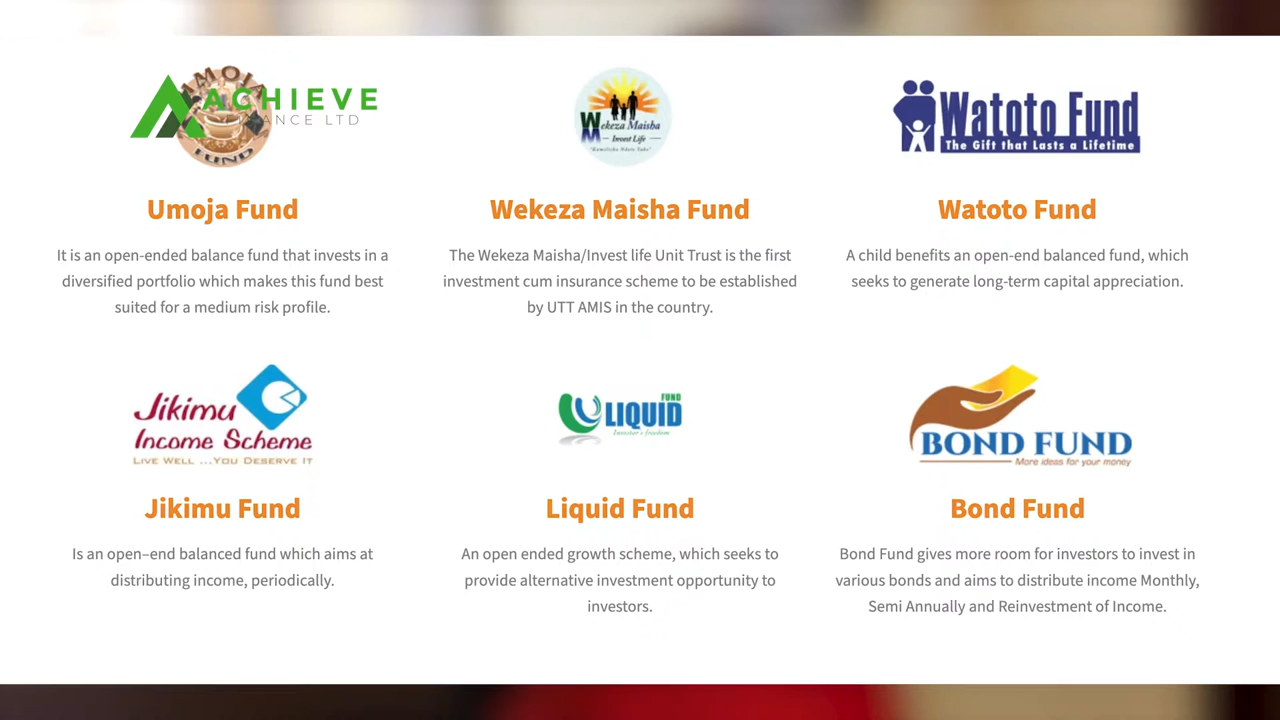 UMOJA
FUND
ACHIEVE
FINANCE LTD
Wekeza Maisha
Invest Life
Watoto Fund
The Gift that Lasts a Lifetime
Umoja Fund
Wekeza Maisha Fund
Watoto Fund
It is an open-ended balance fund that invests in a
diversified portfolio which makes this fund best
suited for a medium risk profile.
The Wekeza Maisha/Invest life Unit Trust is the first
investment cum insurance scheme to be established
by UTT AMIS in the country.
A child benefits an open-end balanced fund, which
seeks to generate long-term capital appreciation.
Jikimu
Income Scheme
LIVE WELL ...YOU DESERVE IT
FUND
LIQUID
Investor's freedom
BOND FUND
More ideas for your money
Jikimu Fund
Liquid Fund
Bond Fund
Is an open–end balanced fund which aims at
distributing income, periodically.
An open ended growth scheme, which seeks to
provide alternative investment opportunity to
investors.
Bond Fund gives more room for investors to invest in
various bonds and aims to distribute income Monthly,
Semi Annually and Reinvestment of Income.